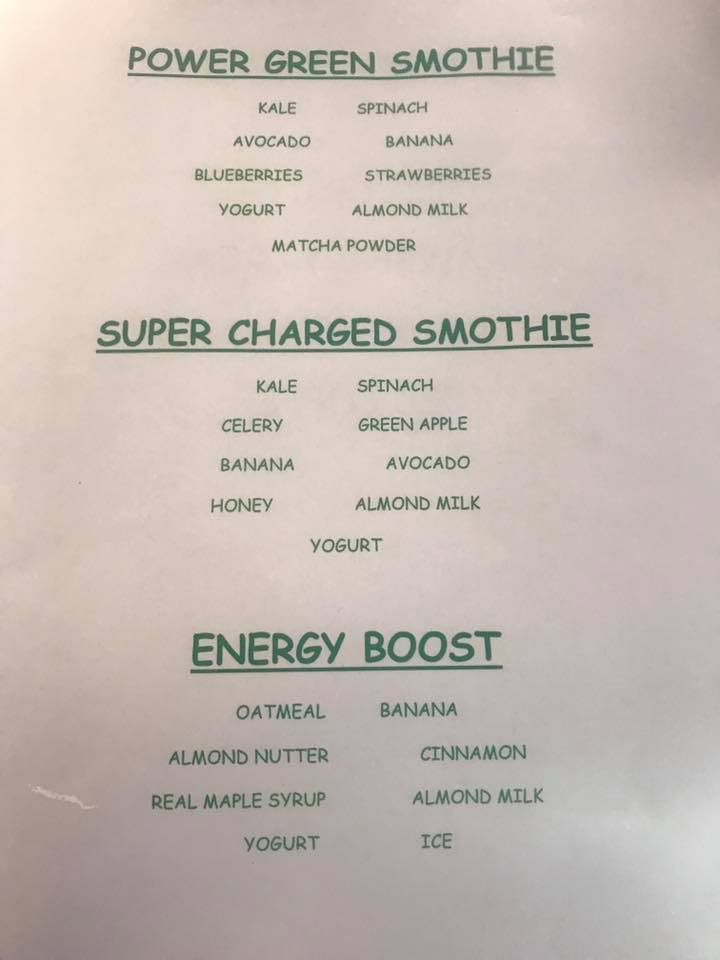 POWER GREEN SMOTHIE
KALE SPINACH
AVOCADO BANANA
BLUEBERRIES STRAWBERRIES
YOGURT ALMOND MILK
MATCHA POWDER
SUPER CHARGED SMOTHIE
KALE SPINACH
CELERY GREEN APPLE
BANANA AVOCADO
HONEY ALMOND MILK
YOGURT
ENERGY BOOST
OATMEAL BANANA
ALMOND NUTTER CINNAMON
REAL MAPLE SYRUP ALMOND MILK
YOGURT ICE